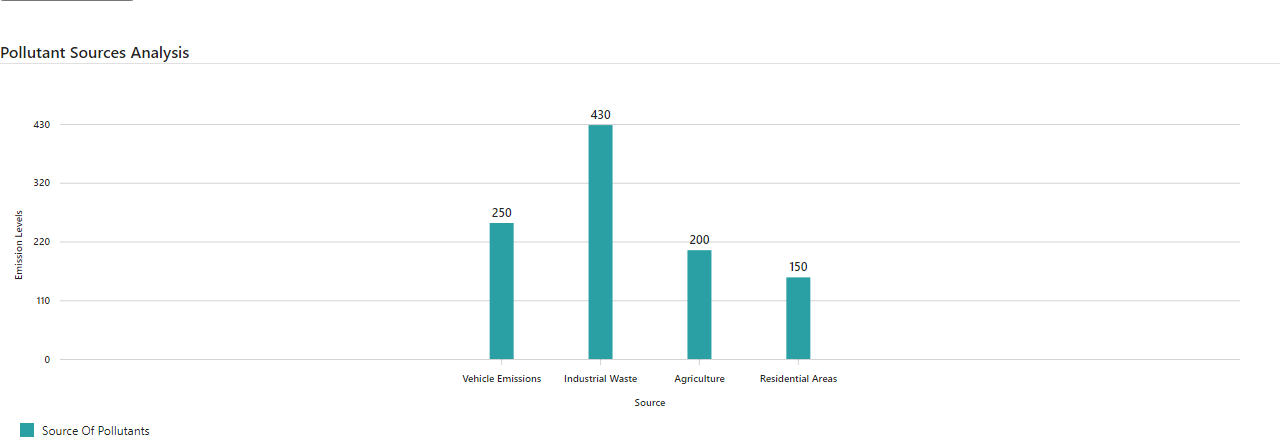 Pollutant Sources Analysis
430
430
320
250
Emission Levels
220
200
150
110
0
Vehicle Emissions Industrial Waste Agriculture Residential Areas
Source
Source Of Pollutants